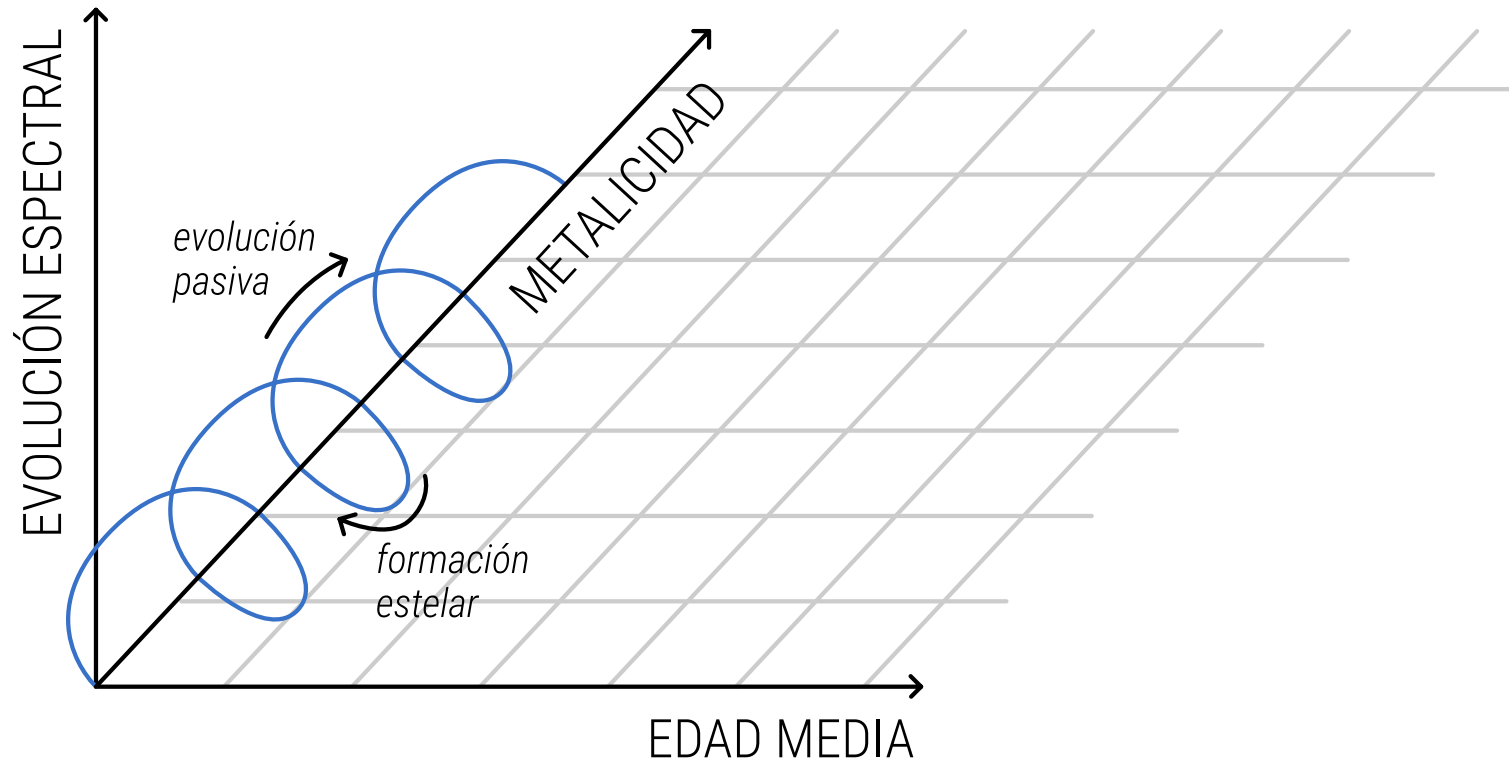 EVOLUCIÓN ESPECTRAL
METALICIDAD
evolución
pasiva
formación
estelar
EDAD MEDIA